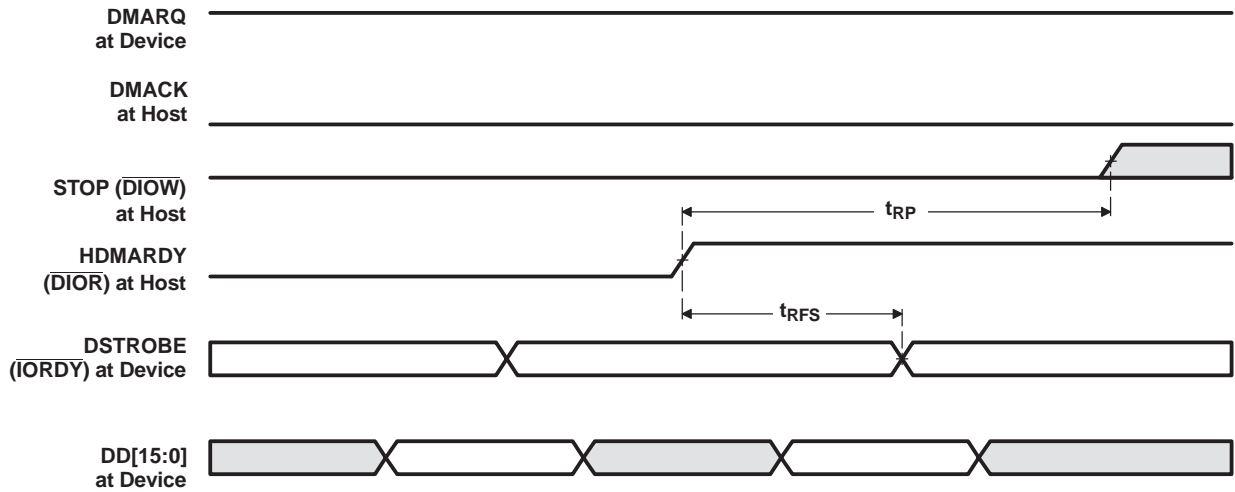 DMARQ
at Device
DMACK
at Host
STOP (DIOW)
at Host
tRP
HDMARDY
(DIOR) at Host
tRFS
DSTROBE
(IORDY) at Device
DD[15:0]
at Device